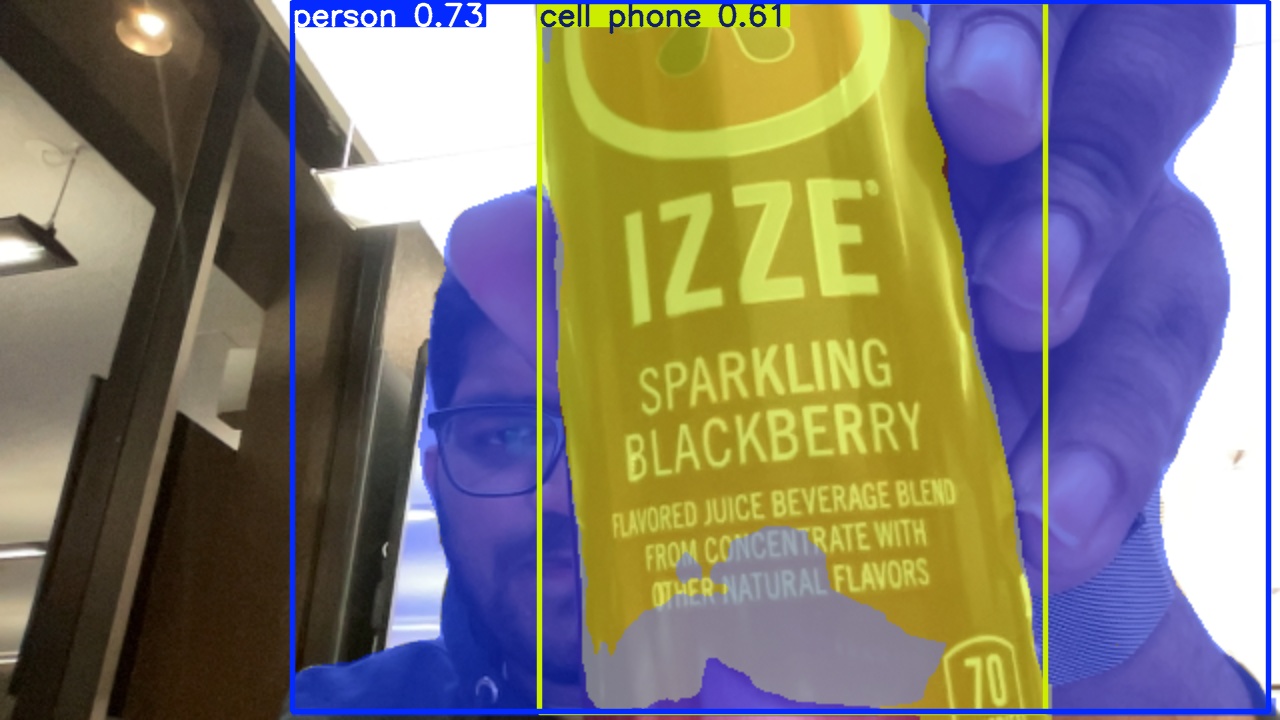 person 0.73
cell phone 0.61
IZZE®
SPARKLING
BLACKBERRY
FLAVORED JUICE BEVERAGE BLEND
FROM CONCENTRATE WITH
OTHER NATURAL FLAVORS
70